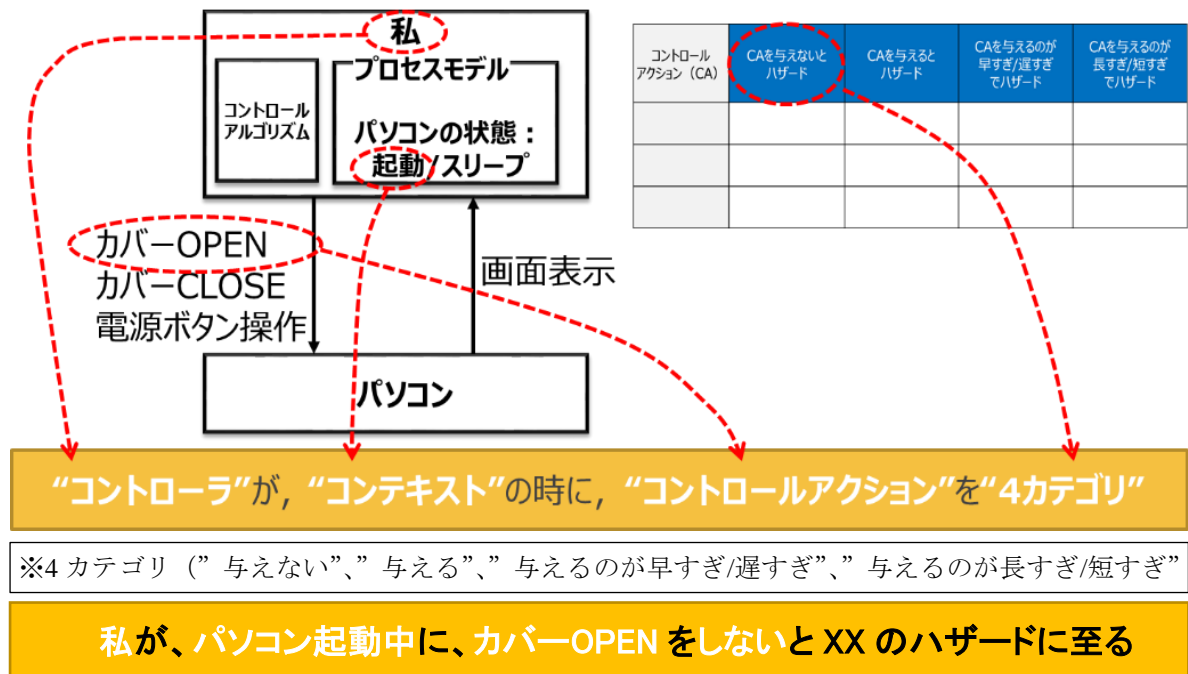 私
プロセスモデル
コントロール
アルゴリズム
パソコンの状態：
起動/スリープ
カバーOPEN
カバーCLOSE
電源ボタン操作
画面表示
パソコン
コントロール
アクション（CA）
CAを与えないと
ハザード
CAを与えると
ハザード
CAを与えるのが
早すぎ/遅すぎ
でハザード
CAを与えるのが
長すぎ/短すぎ
でハザード
“コントローラ”が，“コンテキスト”の時に，“コントロールアクション”を“4カテゴリ”
※4 カテゴリ（” 与えない”、” 与える”、” 与えるのが早すぎ/遅すぎ”、” 与えるのが長すぎ/短すぎ”
私が、パソコン起動中に、カバーOPEN をしないと XX のハザードに至る